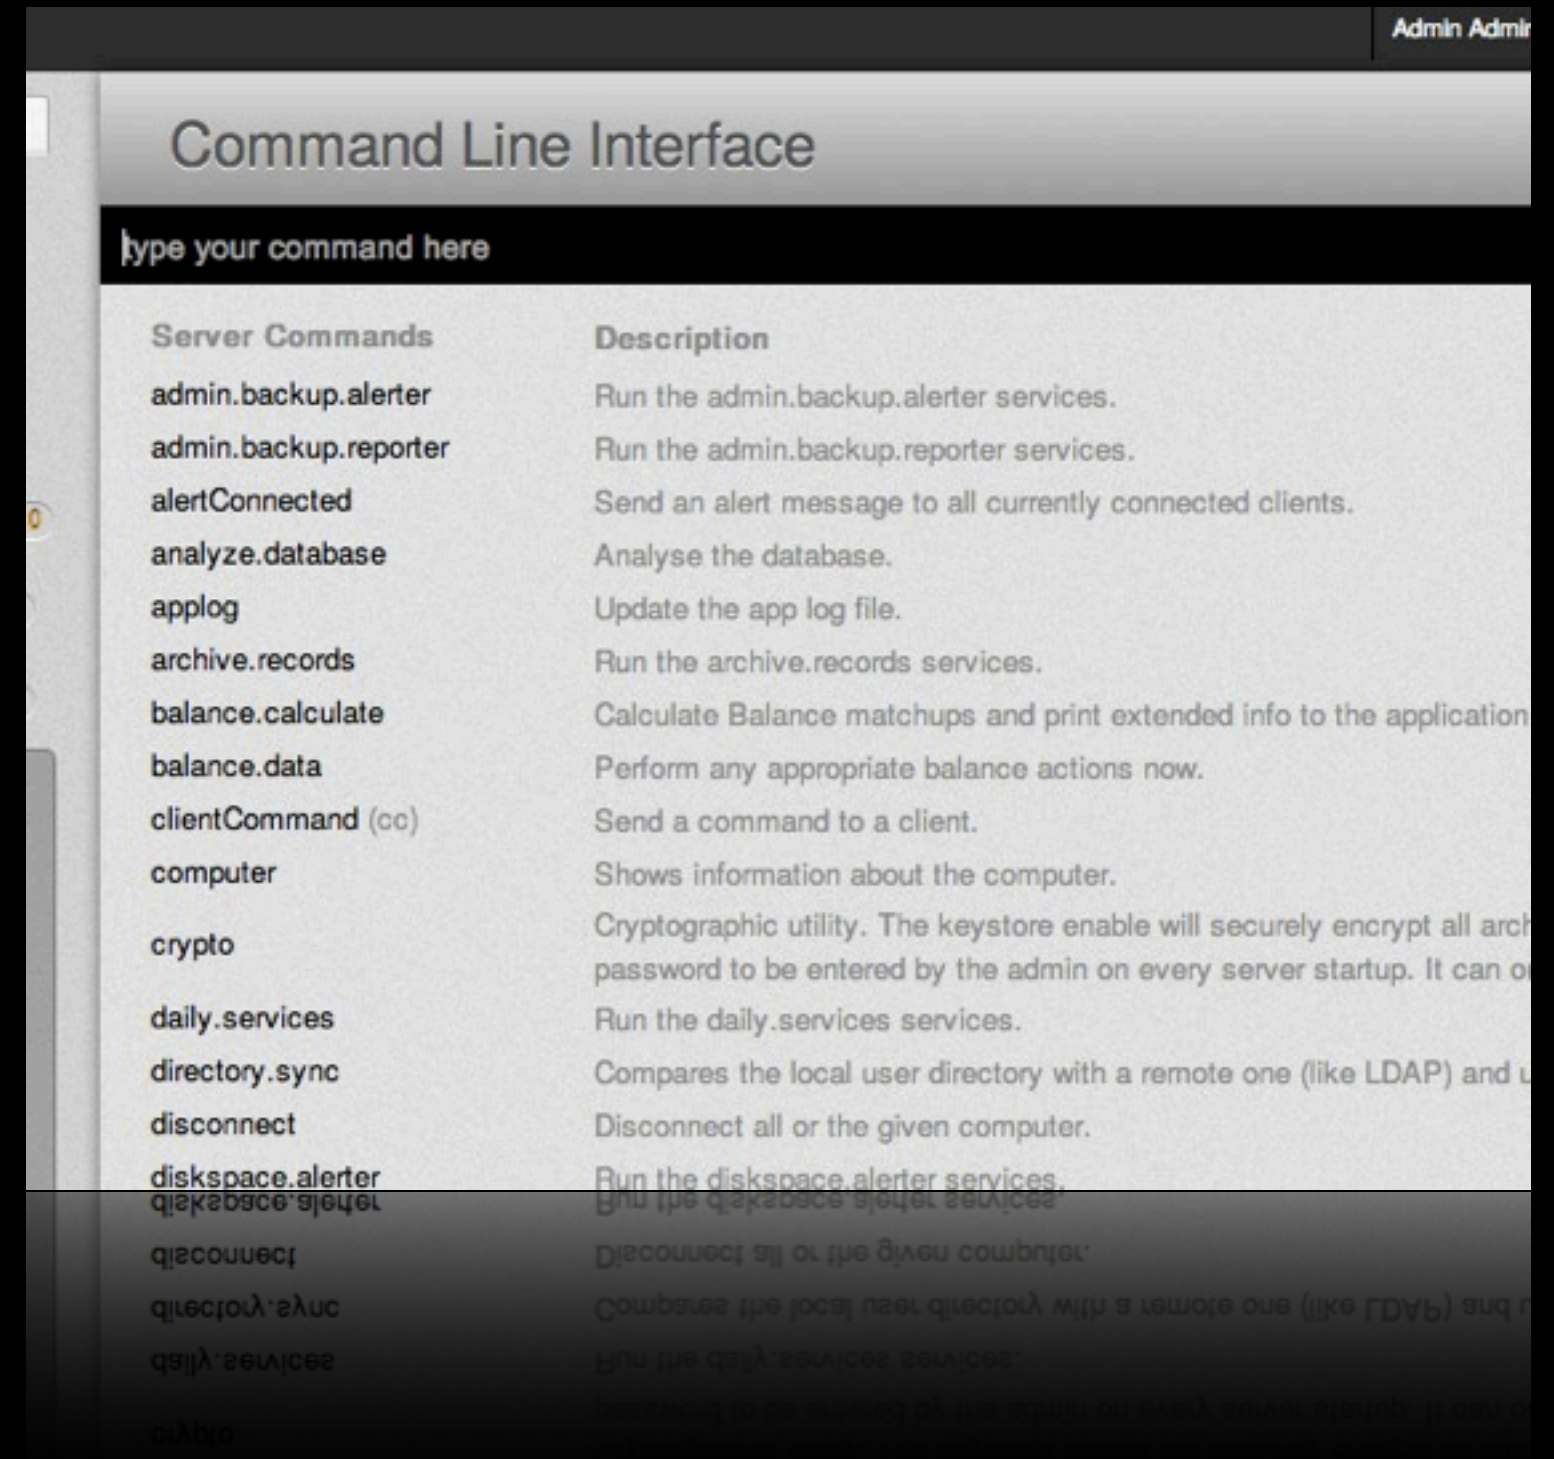 Admin Admin
Command Line Interface
type your command here
Server Commands Description
admin.backup.alerter Run the admin.backup.alerter services.
admin.backup.reporter Run the admin.backup.reporter services.
0
alertConnected Send an alert message to all currently connected clients.
analyze.database Analyse the database.
applog Update the app log file.
archive.records Run the archive.records services.
balance.calculate Calculate Balance matchups and print extended info to the application
balance.data Perform any appropriate balance actions now.
clientCommand (cc) Send a command to a client.
computer Shows information about the computer.
crypto Cryptographic utility. The keystore enable will securely encrypt all
password to be entered by the admin on every server startup. It can
daily.services Run the daily.services services.
directory.sync Compares the local user directory with a remote one (like LDAP) and
disconnect Disconnect all or the given computer.
diskspace.alerter Run the diskspace.alerter services.